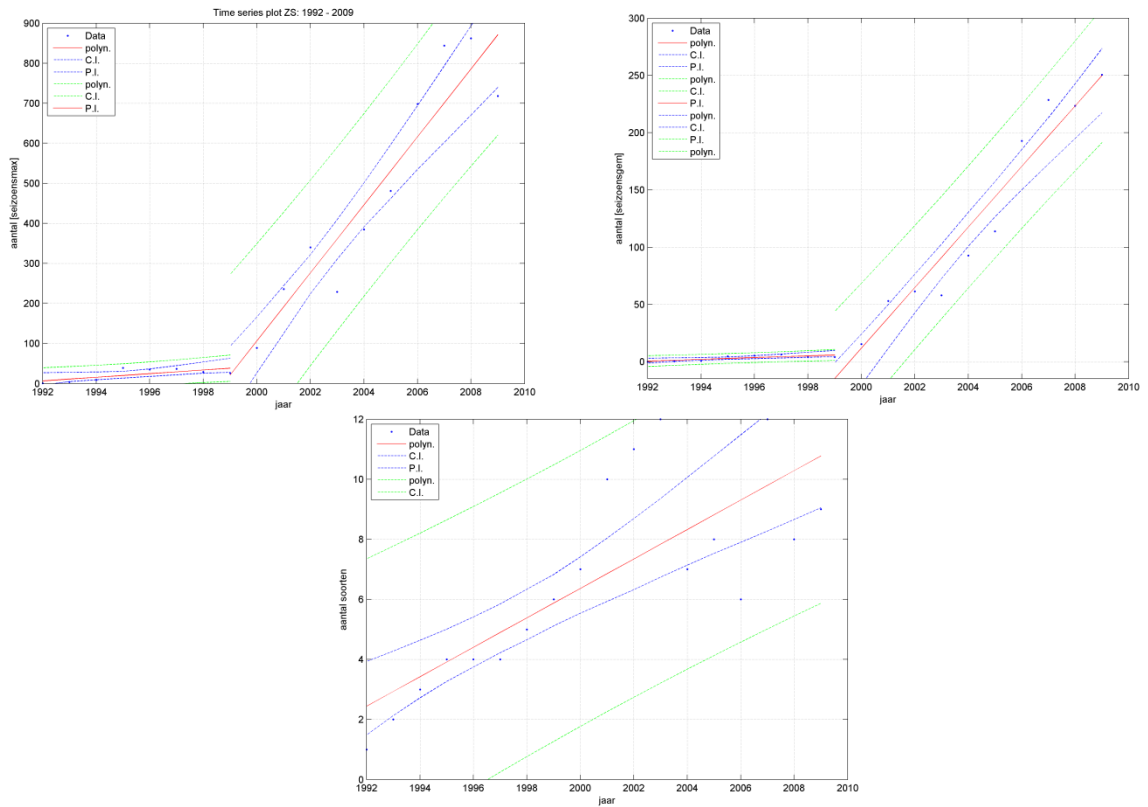 Time series plot ZS: 1992 - 2009
900
800
700
600
500
400
300
200
100
0
aantal [seizoensmax]
Data
polyn.
C.I.
P.I.
polyn.
C.I.
P.I.
1992 1994 1996 1998 2000 2002 2004 2006 2008 2010
jaar
300
250
200
150
100
50
0
aantal [seizoensgem]
Data
polyn.
C.I.
P.I.
polyn.
C.I.
P.I.
polyn.
C.I.
P.I.
polyn.
1992 1994 1996 1998 2000 2002 2004 2006 2008 2010
jaar
12
10
8
6
4
2
0
aantal soorten
Data
polyn.
C.I.
P.I.
polyn.
C.I.
1992 1994 1996 1998 2000 2002 2004 2006 2008 2010
jaar